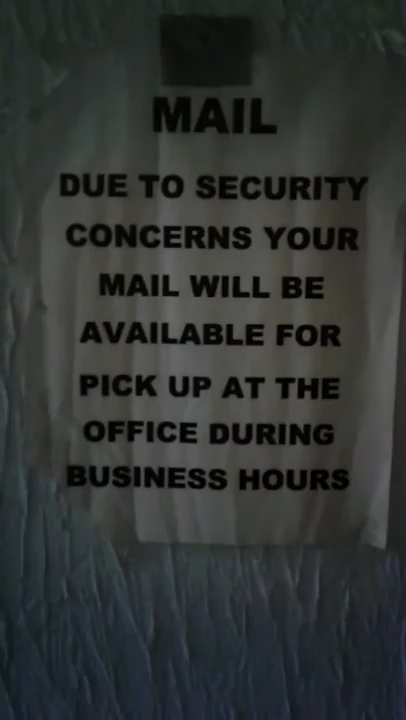 MAIL
DUE TO SECURITY
CONCERNS YOUR
MAIL WILL BE
AVAILABLE FOR
PICK UP AT THE
OFFICE DURING
BUSINESS HOURS